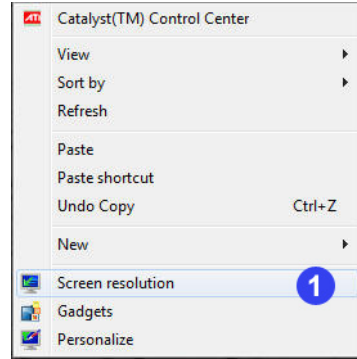 ATI Catalyst(TM) Control Center
View
Sort by
Refresh
Paste
Paste shortcut
Undo Copy Ctrl+Z
New
Screen resolution 1
Gadgets
Personalize